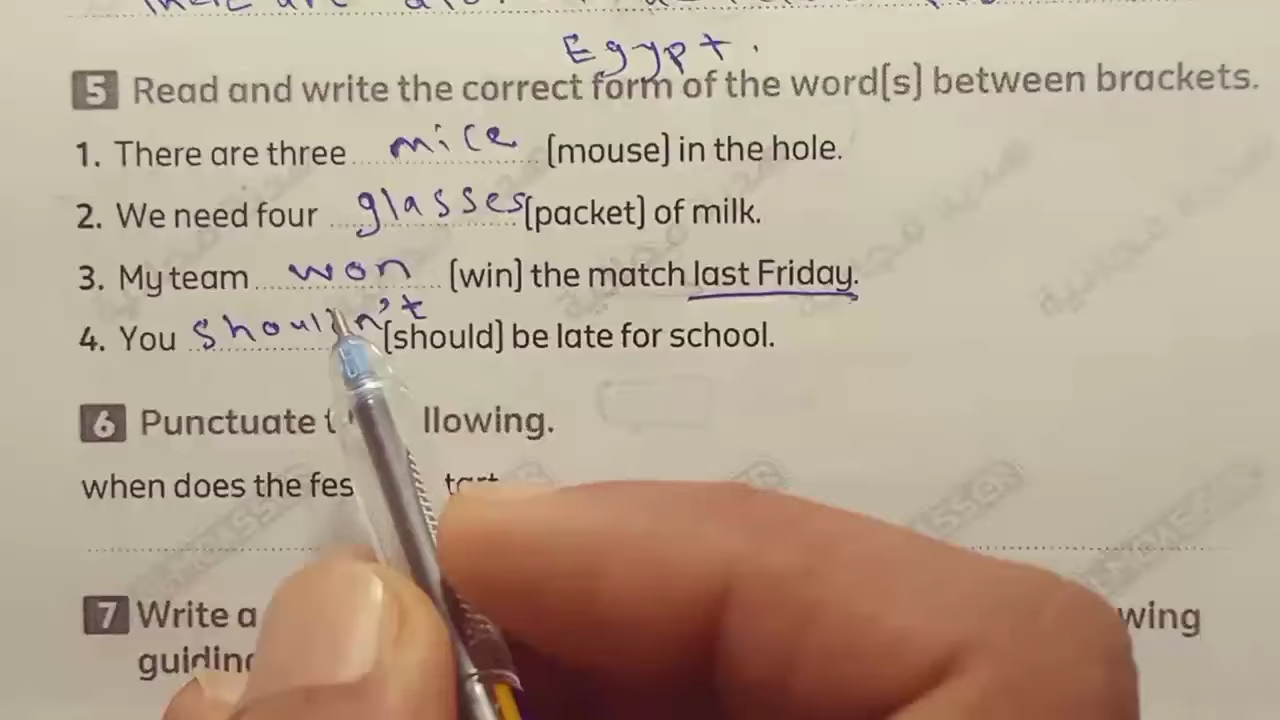 Egypt.
5 Read and write the correct form of the word(s) between brackets.
1. There are three mice [mouse] in the hole.
2. We need four glasses [packet] of milk.
3. My team won [win] the match last Friday.
4. You shouldn't [should] be late for school.
6 Punctuate llowing.
when does the fes
7 Write a wing